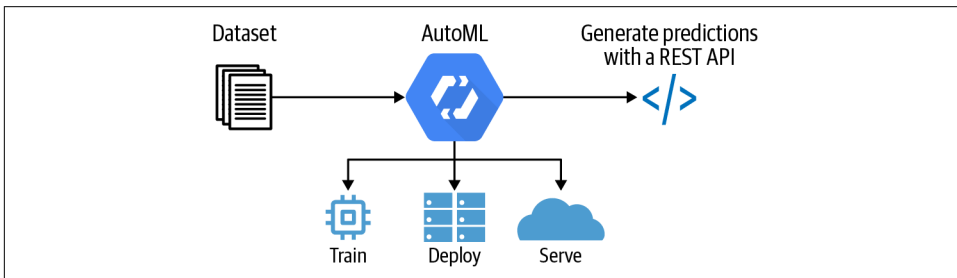 Dataset
AutoML
Generate predictions
with a REST API
</>
Train
Deploy
Serve